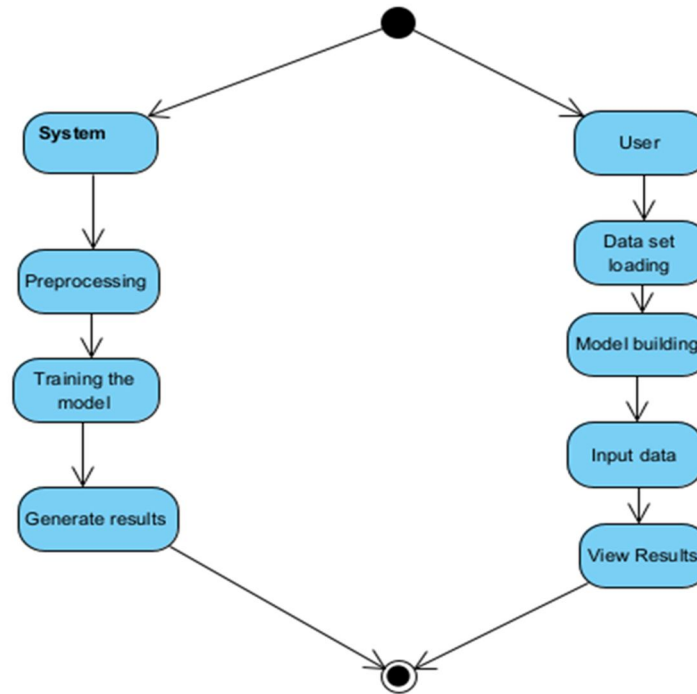 System
User
Preprocessing
Data set
loading
Training the
model
Model building
Generate results
Input data
View Results